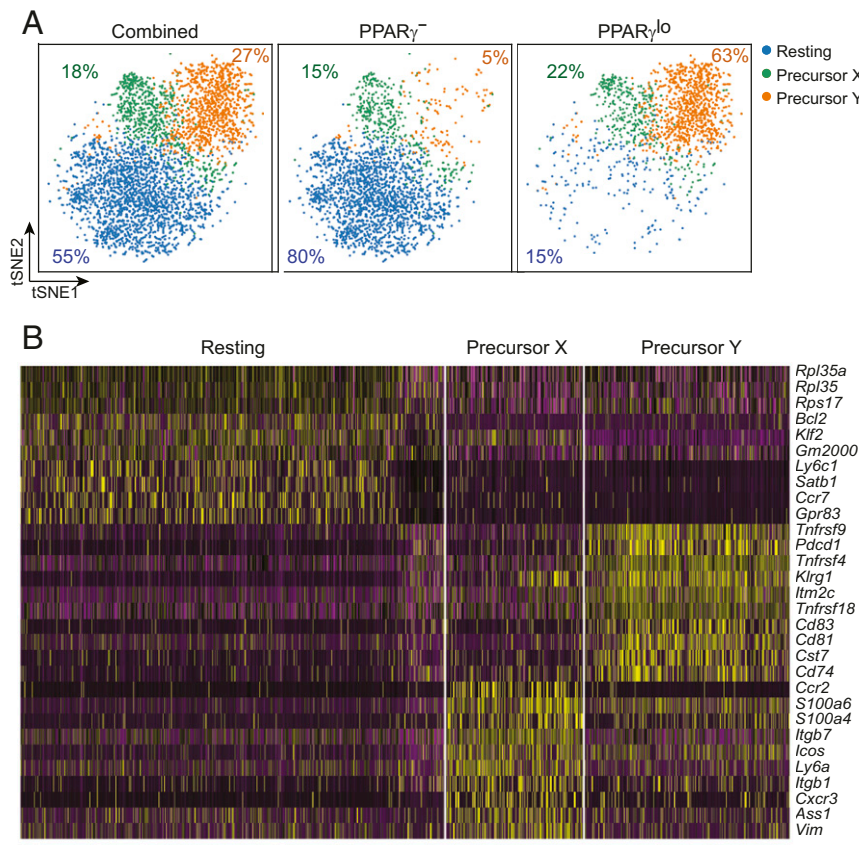 A
Combined
PPARγ−
PPARγlo
18%
27%
55%
15%
5%
80%
22%
63%
15%
Resting
Precursor X
Precursor Y
tSNE2
tSNE1
B
Resting
Precursor X
Precursor Y
Rpl35a
Rpl35
Rps17
Bcl2
Klf2
Gm2000
Ly6c1
Satb1
Ccr7
Gpr83
Tnfrsf9
Pdcd1
Tnfrsf4
Klrg1
Itm2c
Tnfrsf18
Cd83
Cd81
Cst7
Cd74
Ccr2
S100a6
S100a4
Itgb7
Icos
Ly6a
Itgb1
Cxcr3
Ass1
Vim